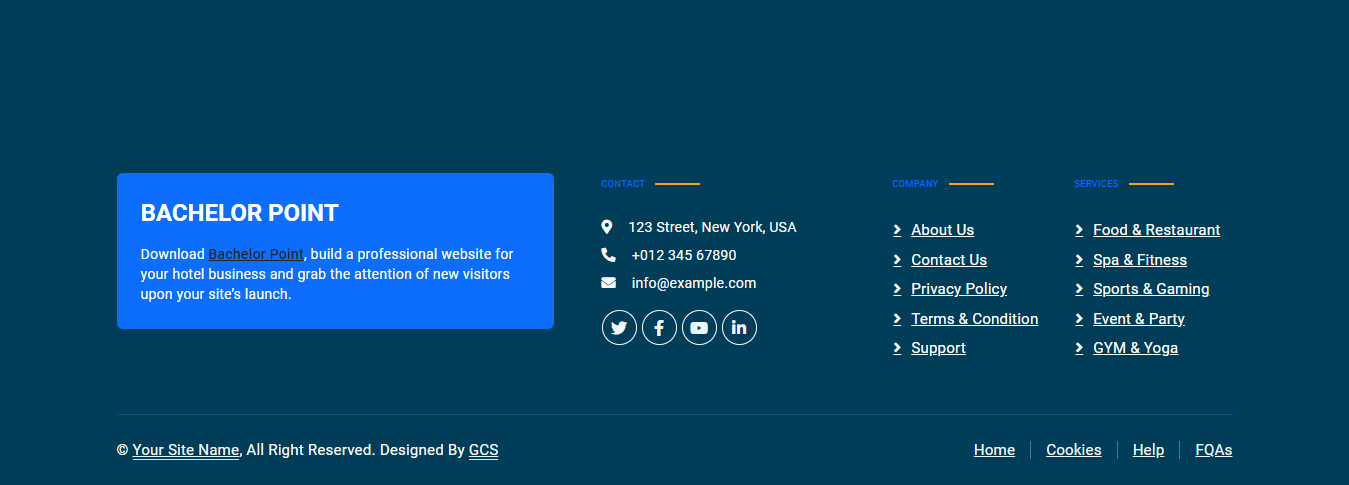 BACHELOR POINT
Download Bachelor Point, build a professional website for
your hotel business and grab the attention of new visitors
upon your site's launch.
CONTACT
123 Street, New York, USA
+012 345 67890
info@example.com
COMPANY
About Us
Contact Us
Privacy Policy
Terms & Condition
Support
SERVICES
Food & Restaurant
Spa & Fitness
Sports & Gaming
Event & Party
GYM & Yoga
© Your Site Name, All Right Reserved. Designed By GCS
Home
Cookies
Help
FQAs